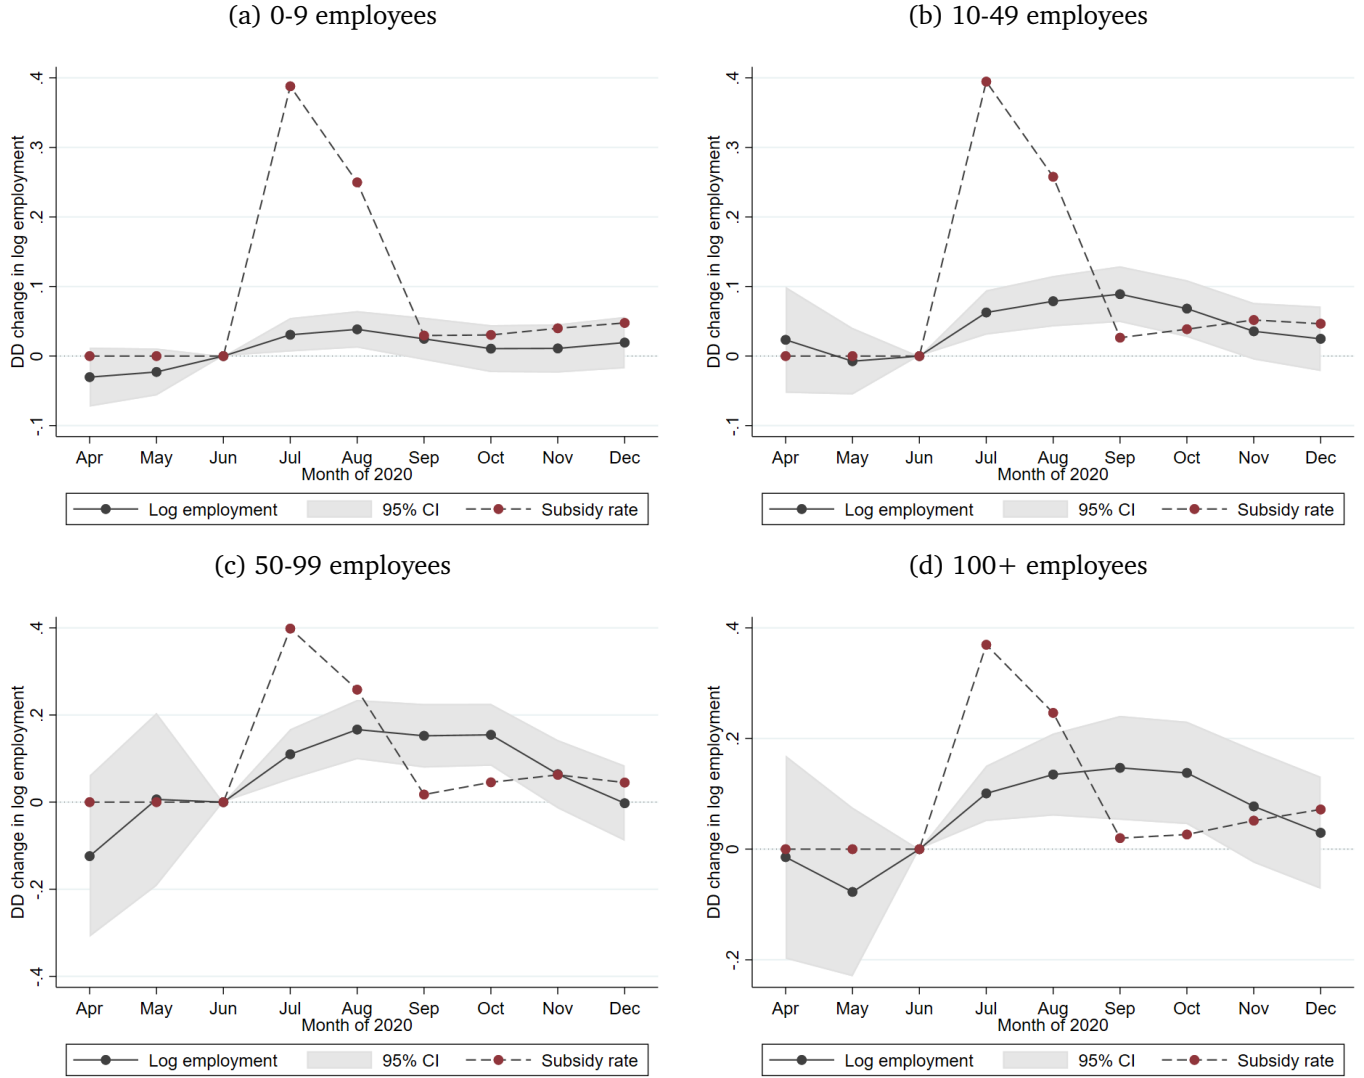 (a) 0-9 employees
DD change in log employment
.4
.3
.2
.1
0
-.1
Apr May Jun Jul Aug Sep Oct Nov Dec
Month of 2020
Log employment 95% CI Subsidy rate
(b) 10-49 employees
DD change in log employment
.4
.3
.2
.1
0
-.1
Apr May Jun Jul Aug Sep Oct Nov Dec
Month of 2020
Log employment 95% CI Subsidy rate
(c) 50-99 employees
DD change in log employment
.4
.2
0
-.2
-.4
Apr May Jun Jul Aug Sep Oct Nov Dec
Month of 2020
Log employment 95% CI Subsidy rate
(d) 100+ employees
DD change in log employment
.4
.2
0
-.2
Apr May Jun Jul Aug Sep Oct Nov Dec
Month of 2020
Log employment 95% CI Subsidy rate